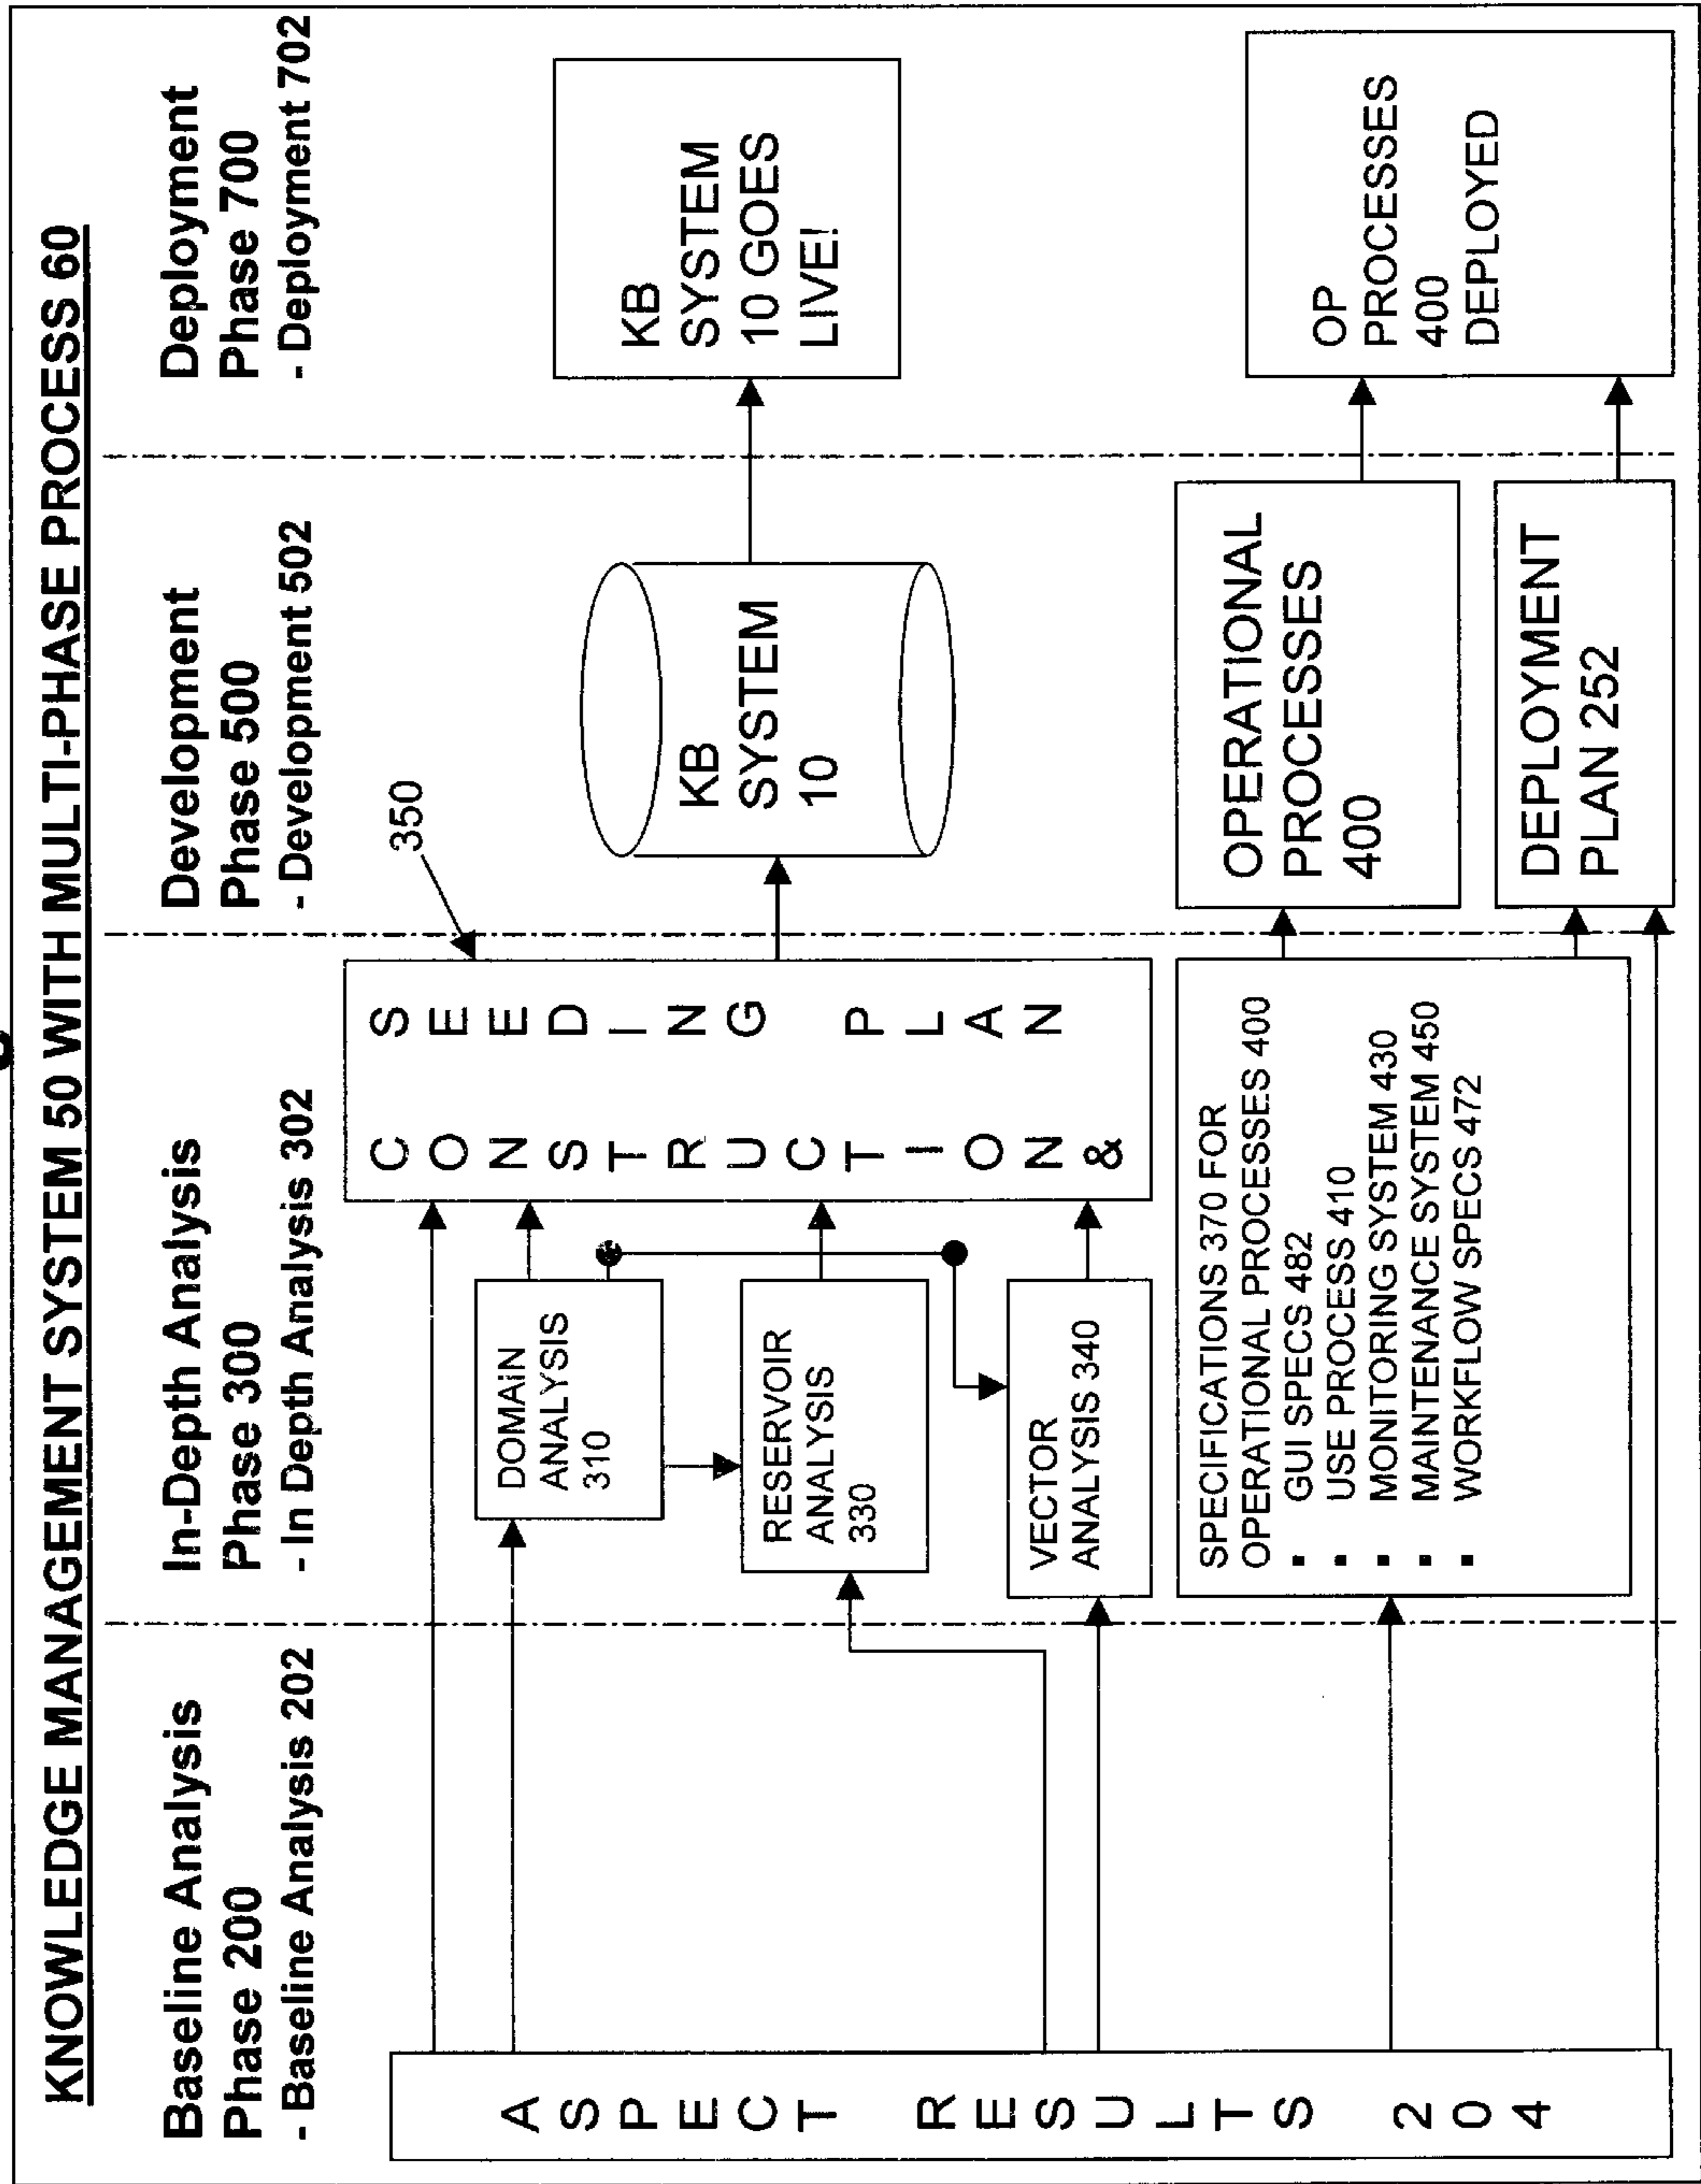 KNOWLEDGE MANAGEMENT SYSTEM 50 WITH MULTI-PHASE PROCESS 60
Baseline Analysis
Phase 200
- Baseline Analysis 202
In-Depth Analysis
Phase 300
- In Depth Analysis 302
Development
Phase 500
- Development 502
Deployment
Phase 700
- Deployment 702
ASPECT RESULTS 204
DOMAIN
ANALYSIS
310
RESERVOIR
ANALYSIS
330
VECTOR
ANALYSIS 340
CONSTRUCTION &
SEEDING PLAN
350
SPECIFICATIONS 370 FOR
OPERATIONAL PROCESSES 400
▪ GUI SPECS 482
▪ USE PROCESS 410
▪ MONITORING SYSTEM 430
▪ MAINTENANCE SYSTEM 450
▪ WORKFLOW SPECS 472
KB
SYSTEM
10
OPERATIONAL
PROCESSES
400
DEPLOYMENT
PLAN 252
KB
SYSTEM
10 GOES
LIVE!
OP
PROCESSES
400
DEPLOYED